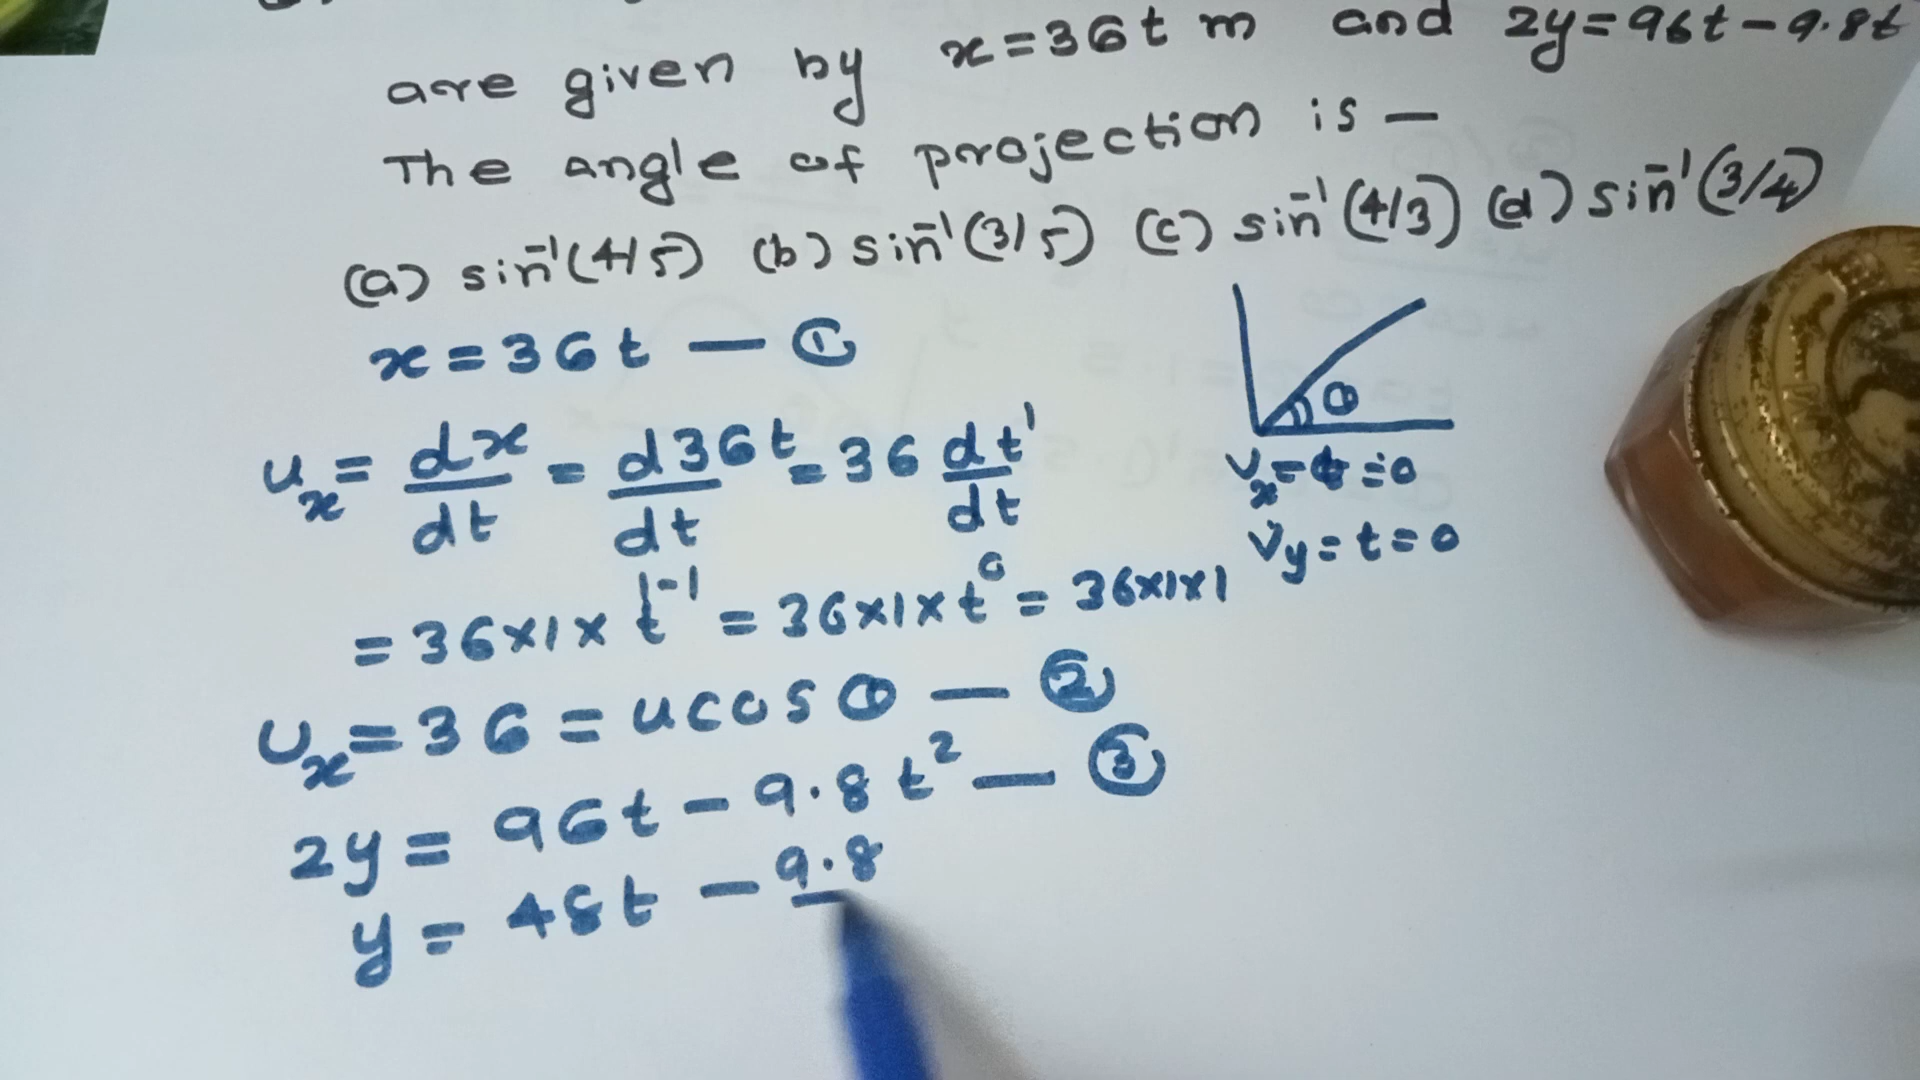 are given by x=36t m and 2y=96t-9.8t
The angle of projection is —
(a) sin⁻¹(4/5) (b) sin⁻¹(3/5) (c) sin⁻¹(4/3) (d) sin⁻¹(3/4)
x=36t — ①
u_x = dx/dt = d36t/dt = 36 dt¹/dt
= 36×1× t¹⁻¹ = 36×1×t⁰ = 36×1×1
U_x = 36 = ucosθ — ②
2y = 96t - 9.8t² — ③
y = 48t - 9.8
θ
V_x = t = 0
Vy = t = 0